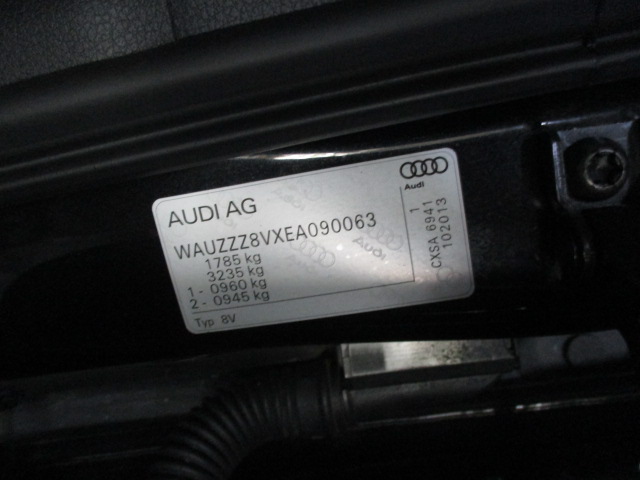 AUDI AG
WAUZZZ8VXEA090063
1785 kg
3235 kg
1 - 0960 kg
2 - 0945 kg
Typ 8V
Audi
1
CXSA 6941
102013
Audi